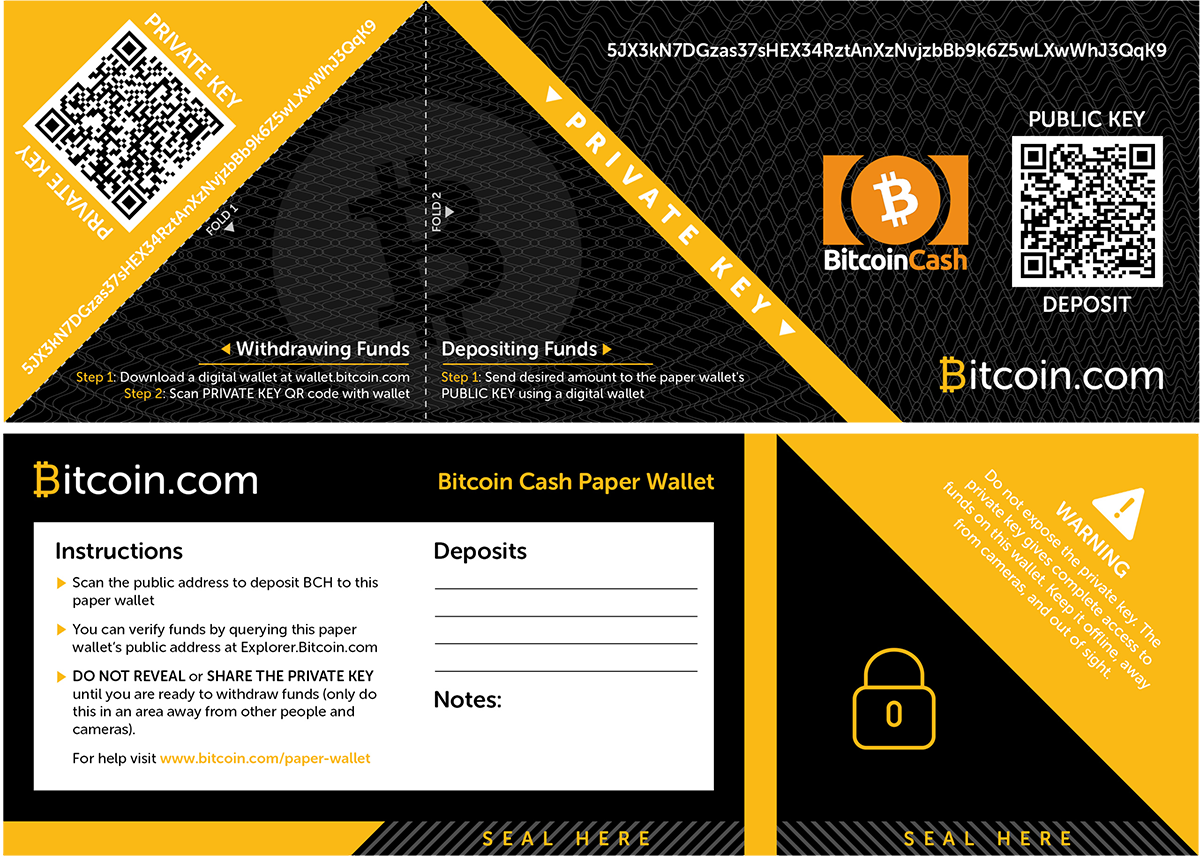 PRIVATE KEY
PRIVATE KEY
5JX3kN7DGzas37sHEX34RztAnXzNvjzbBb9k6Z5wLXwWhJ3QqK9
FOLD 1
FOLD 2
Withdrawing Funds
Step 1: Download a digital wallet at wallet.bitcoin.com
Step 2: Scan PRIVATE KEY QR code with wallet
Depositing Funds
Step 1: Send desired amount to the paper wallet's
PUBLIC KEY using a digital wallet
PRIVATE KEY
5JX3kN7DGzas37sHEX34RztAnXzNvjzbBb9k6Z5wLXwWhJ3QqK9
BitcoinCash
PUBLIC KEY
DEPOSIT
Bitcoin.com
Bitcoin.com
Bitcoin Cash Paper Wallet
Instructions
Scan the public address to deposit BCH to this
paper wallet
You can verify funds by querying this paper
wallet’s public address at Explorer.Bitcoin.com
DO NOT REVEAL or SHARE THE PRIVATE KEY
until you are ready to withdraw funds (only do
this in an area away from other people and
cameras).
For help visit www.bitcoin.com/paper-wallet
Deposits
Notes:
SEAL HERE
WARNING
Do not expose the private key. The
private key gives complete access to
funds on this wallet. Keep it offline, away
from cameras, and out of sight.
SEAL HERE